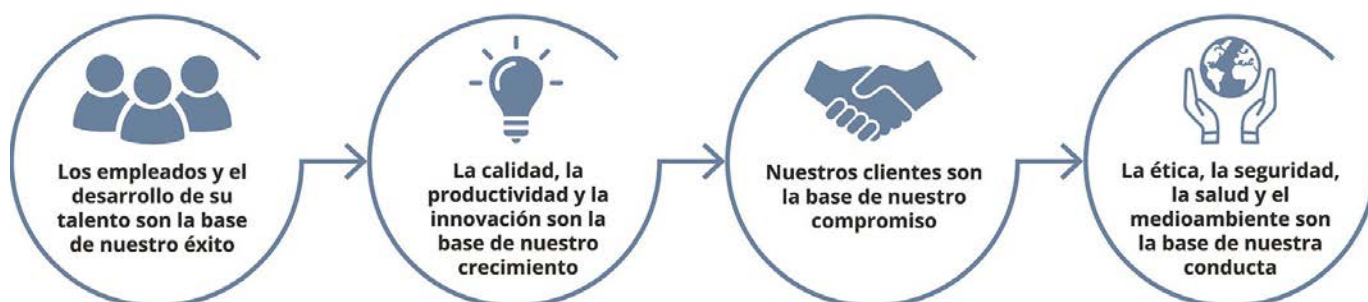 Los empleados y el
desarrollo de su
talento son la base
de nuestro éxito
La calidad, la
productividad y la
innovación son la
base de nuestro
crecimiento
Nuestros clientes son
la base de nuestro
compromiso
La ética, la seguridad,
la salud y el
medioambiente son
la base de nuestra
conducta